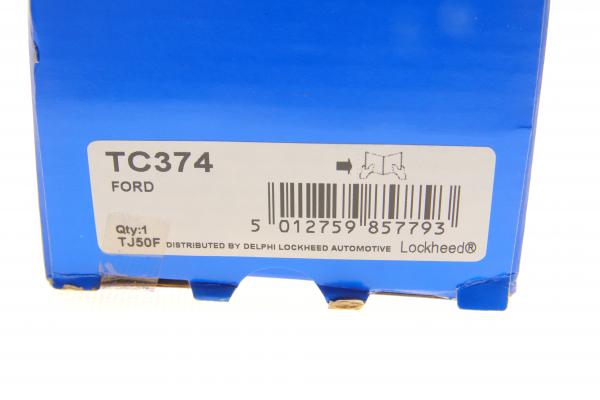 TC374
FORD
5 012759 857793
Qty:1
TJ50F
DISTRIBUTED BY DELPHI LOCKHEED AUTOMOTIVE Lockheed®